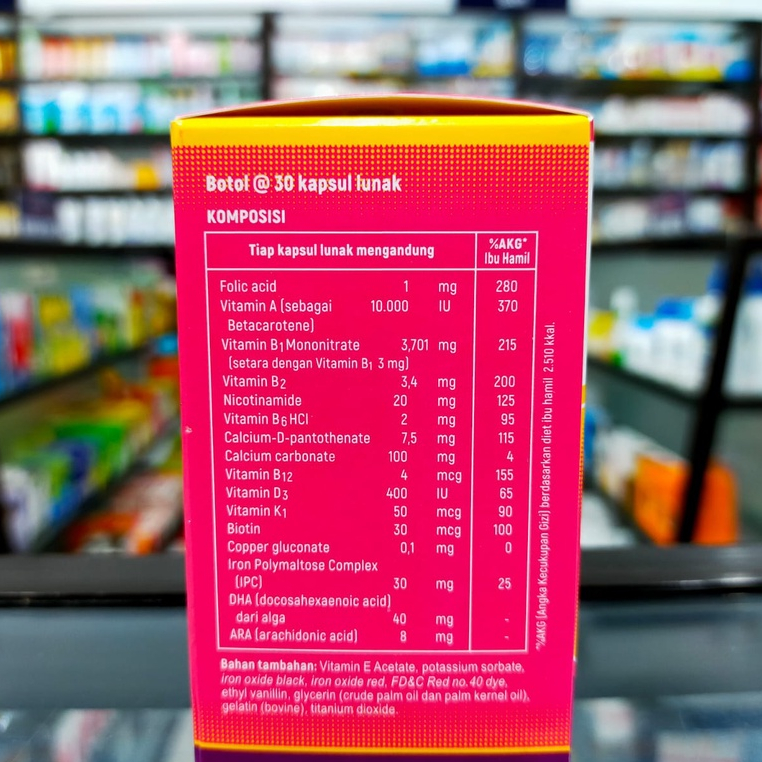 Botol @ 30 kapsul lunak
KOMPOSISI
Tiap kapsul lunak mengandung %AKG* Ibu Hamil
Folic acid 1 mg 280
Vitamin A (sebagai 10.000 IU 370
Betacarotene)
Vitamin B1 Mononitrate 3,701 mg 215
(setara dengan Vitamin B1 3 mg)
Vitamin B2 3,4 mg 200
Nicotinamide 20 mg 125
Vitamin B6 HCl 2 mg 95
Calcium-D-pantothenate 7,5 mg 115
Calcium carbonate 100 mg 4
Vitamin B12 4 mcg 155
Vitamin D3 400 IU 65
Vitamin K1 50 mcg 90
Biotin 30 mcg 100
Copper gluconate 0,1 mg 0
Iron Polymaltose Complex
(IPC) 30 mg 25
DHA (docosahexaenoic acid)
dari alga 40 mg -
ARA (arachidonic acid) 8 mg -
*%AKG (Angka Kecukupan Gizi) berdasarkan diet ibu hamil 2.510 kkal.
Bahan tambahan: Vitamin E Acetate, potassium sorbate,
iron oxide black, iron oxide red, FD&C Red no. 40 dye,
ethyl vanillin, glycerin (crude palm oil dan palm kernel oil),
gelatin (bovine), titanium dioxide.